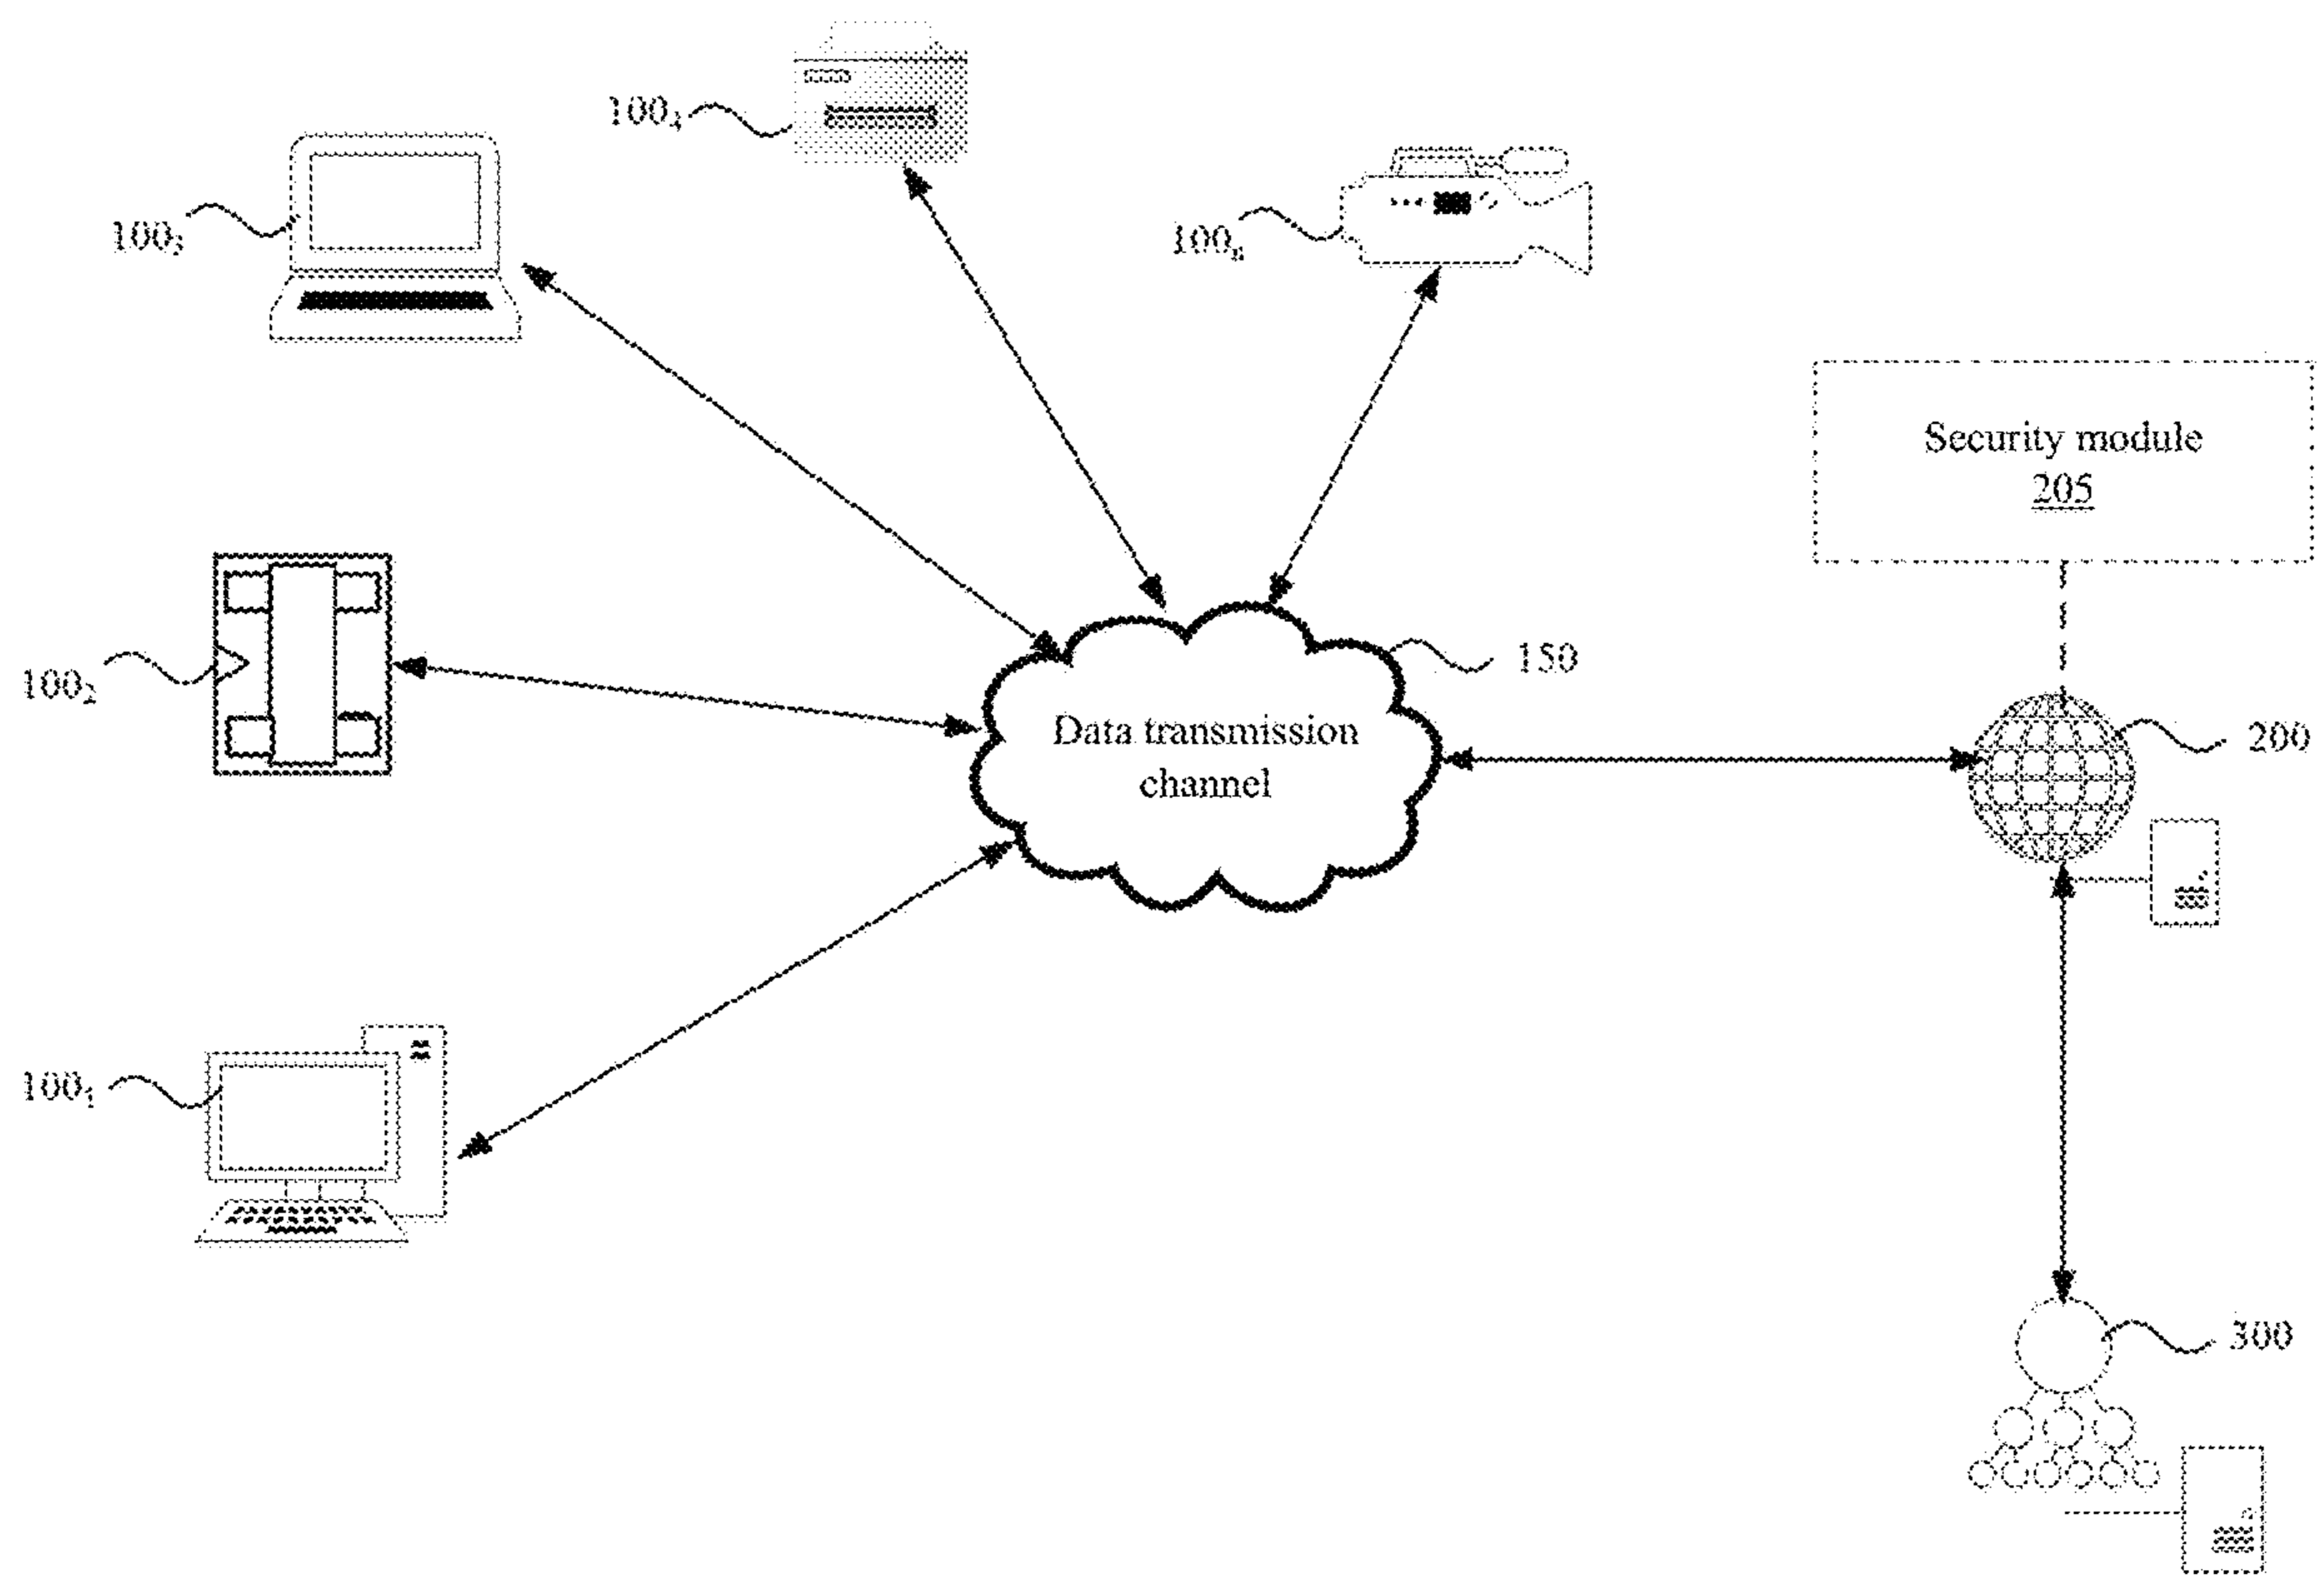 100₄
100₃
100ₙ
Security module
205
100₂
150
Data transmission
channel
200
100₁
300